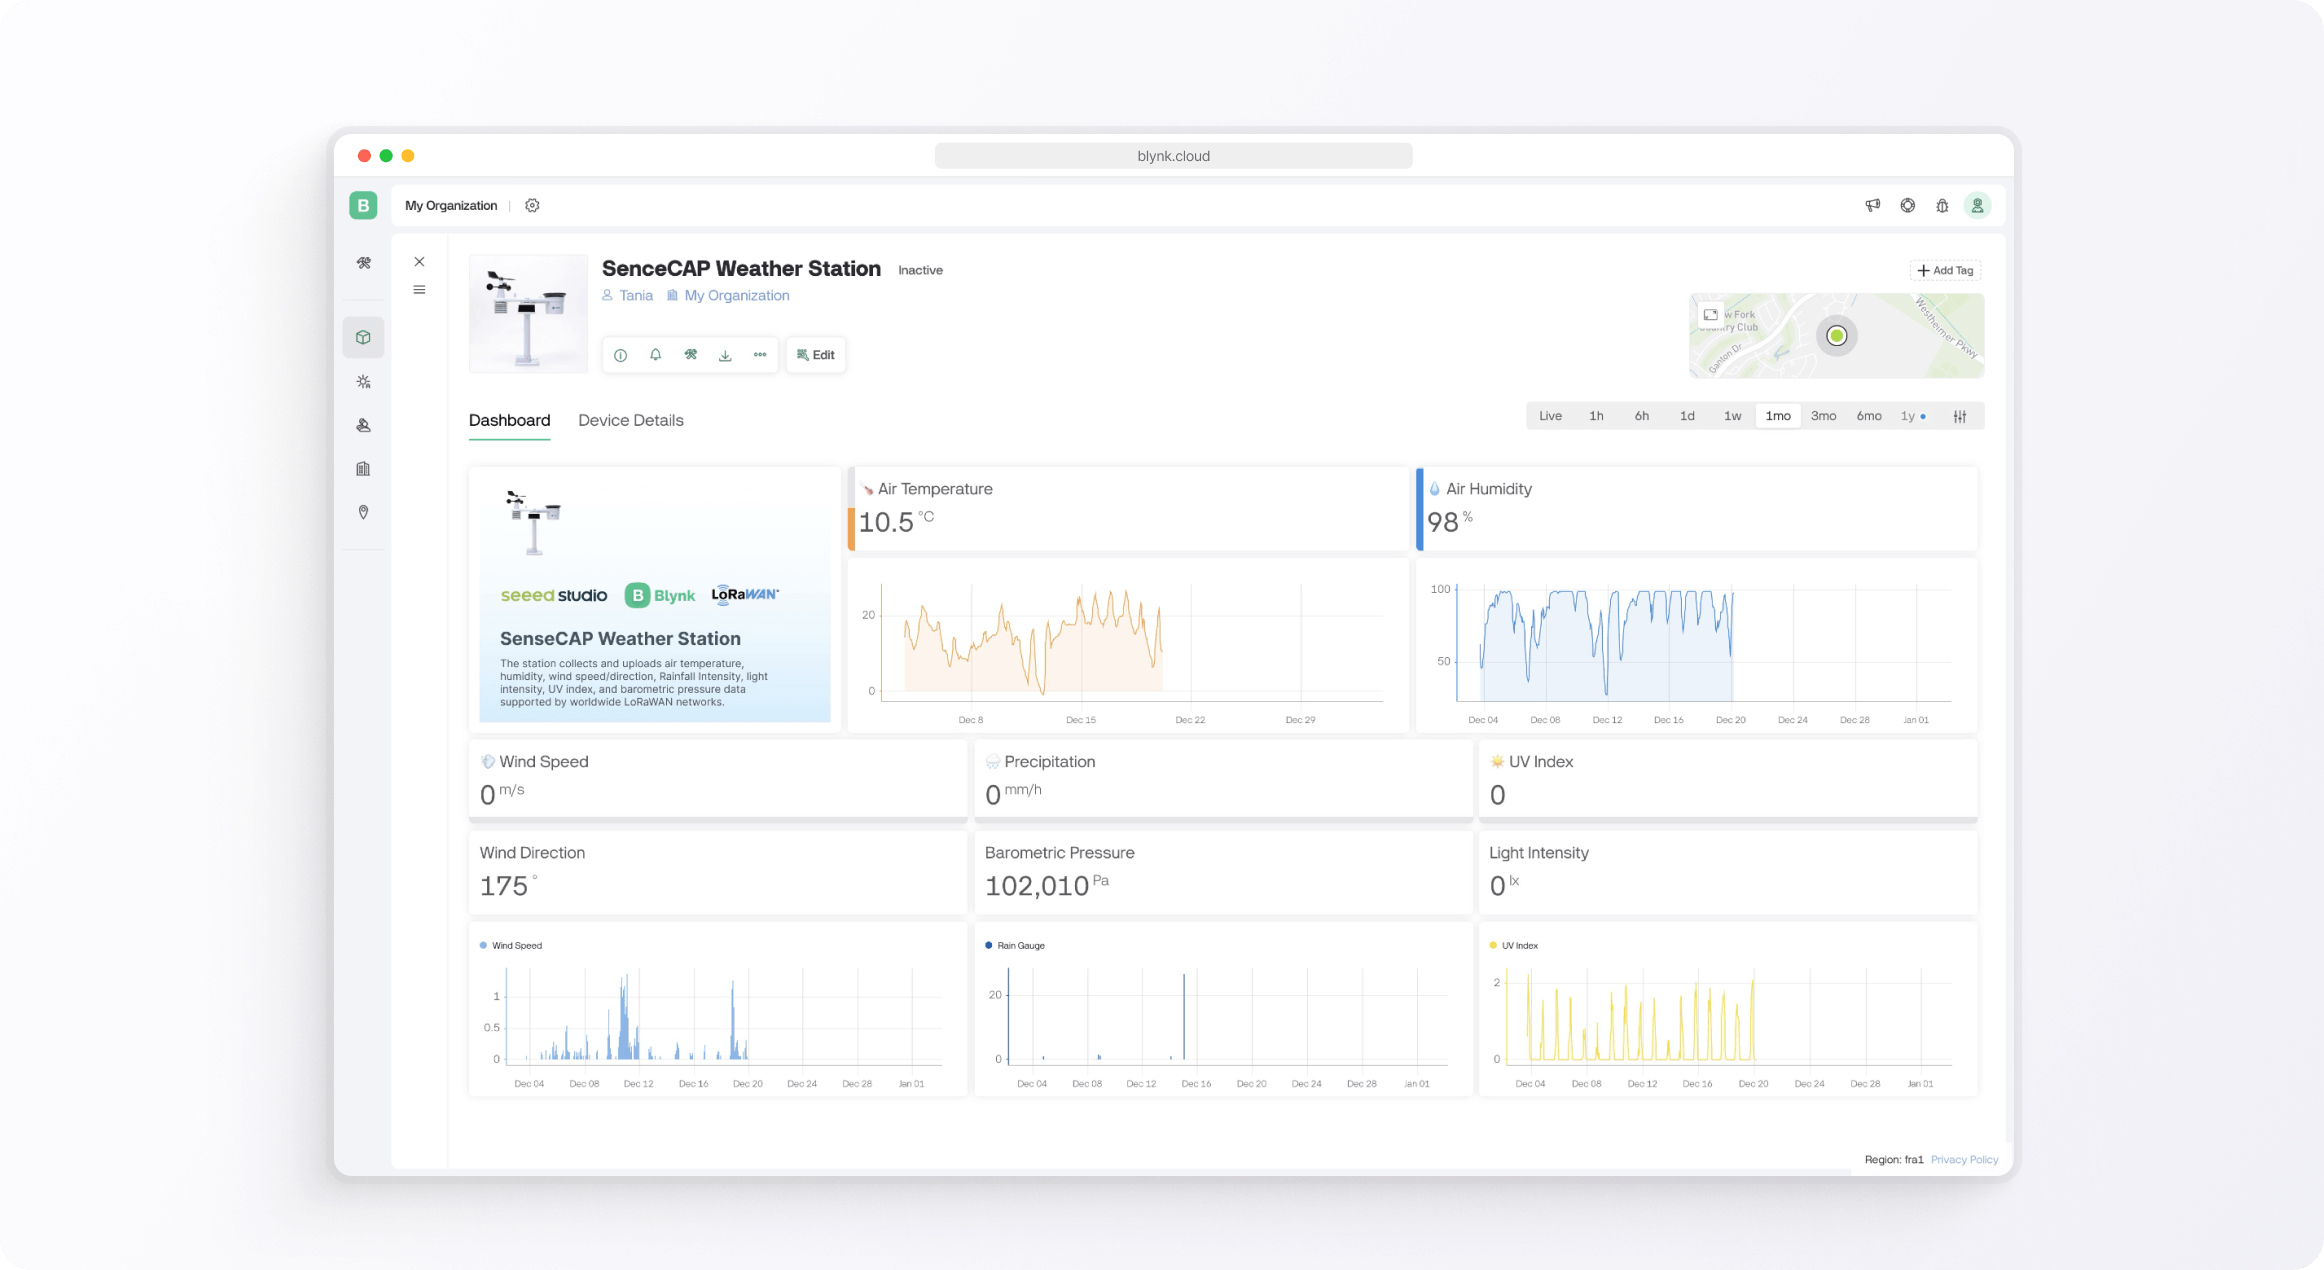 blynk.cloud
B
My Organization
SenceCAP Weather Station
Inactive
Tania
My Organization
Add Tag
Edit
w Fork
ry Club
Ganton Dr
Westheimer Pkwy
Dashboard
Device Details
Live
1h
6h
1d
1w
1mo
3mo
6mo
1y
seeed studio
B Blynk
LoRaWAN
SenseCAP Weather Station
The station collects and uploads air temperature,
humidity, wind speed/direction, Rainfall Intensity, light
intensity, UV index, and barometric pressure data
supported by worldwide LoRaWAN networks.
Air Temperature
10.5 °C
20
0
Dec 8
Dec 15
Dec 22
Dec 29
Air Humidity
98 %
100
50
Dec 04
Dec 08
Dec 12
Dec 16
Dec 20
Dec 24
Dec 28
Jan 01
Wind Speed
0 m/s
Precipitation
0 mm/h
UV Index
0
Wind Direction
175 °
Barometric Pressure
102,010 Pa
Light Intensity
0 lx
Wind Speed
1
0.5
0
Dec 04
Dec 08
Dec 12
Dec 16
Dec 20
Dec 24
Dec 28
Jan 01
Rain Gauge
20
0
Dec 04
Dec 08
Dec 12
Dec 16
Dec 20
Dec 24
Dec 28
Jan 01
UV Index
2
0
Dec 04
Dec 08
Dec 12
Dec 16
Dec 20
Dec 24
Dec 28
Jan 01
Region: fra1
Privacy Policy